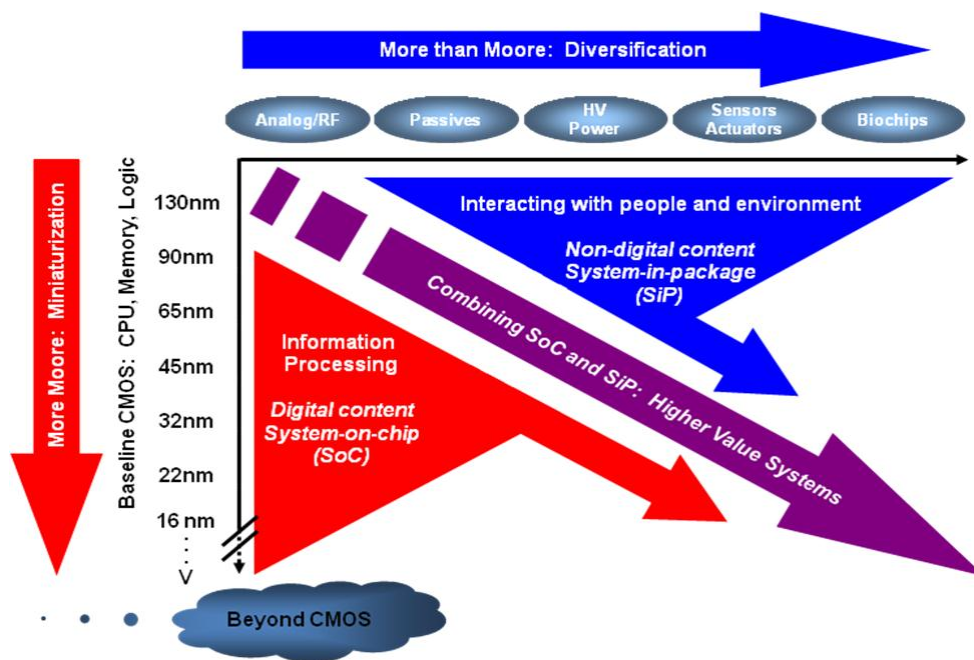 More than Moore:  Diversification
Analog/RF
Passives
HV
Power
Sensors
Actuators
Biochips
More Moore:  Miniaturization
Baseline CMOS:  CPU, Memory, Logic
130nm
90nm
65nm
45nm
32nm
22nm
16 nm
V
Interacting with people and environment
Non-digital content
System-in-package
(SiP)
Combining SoC and SiP:  Higher Value Systems
Information
Processing
Digital content
System-on-chip
(SoC)
Beyond CMOS